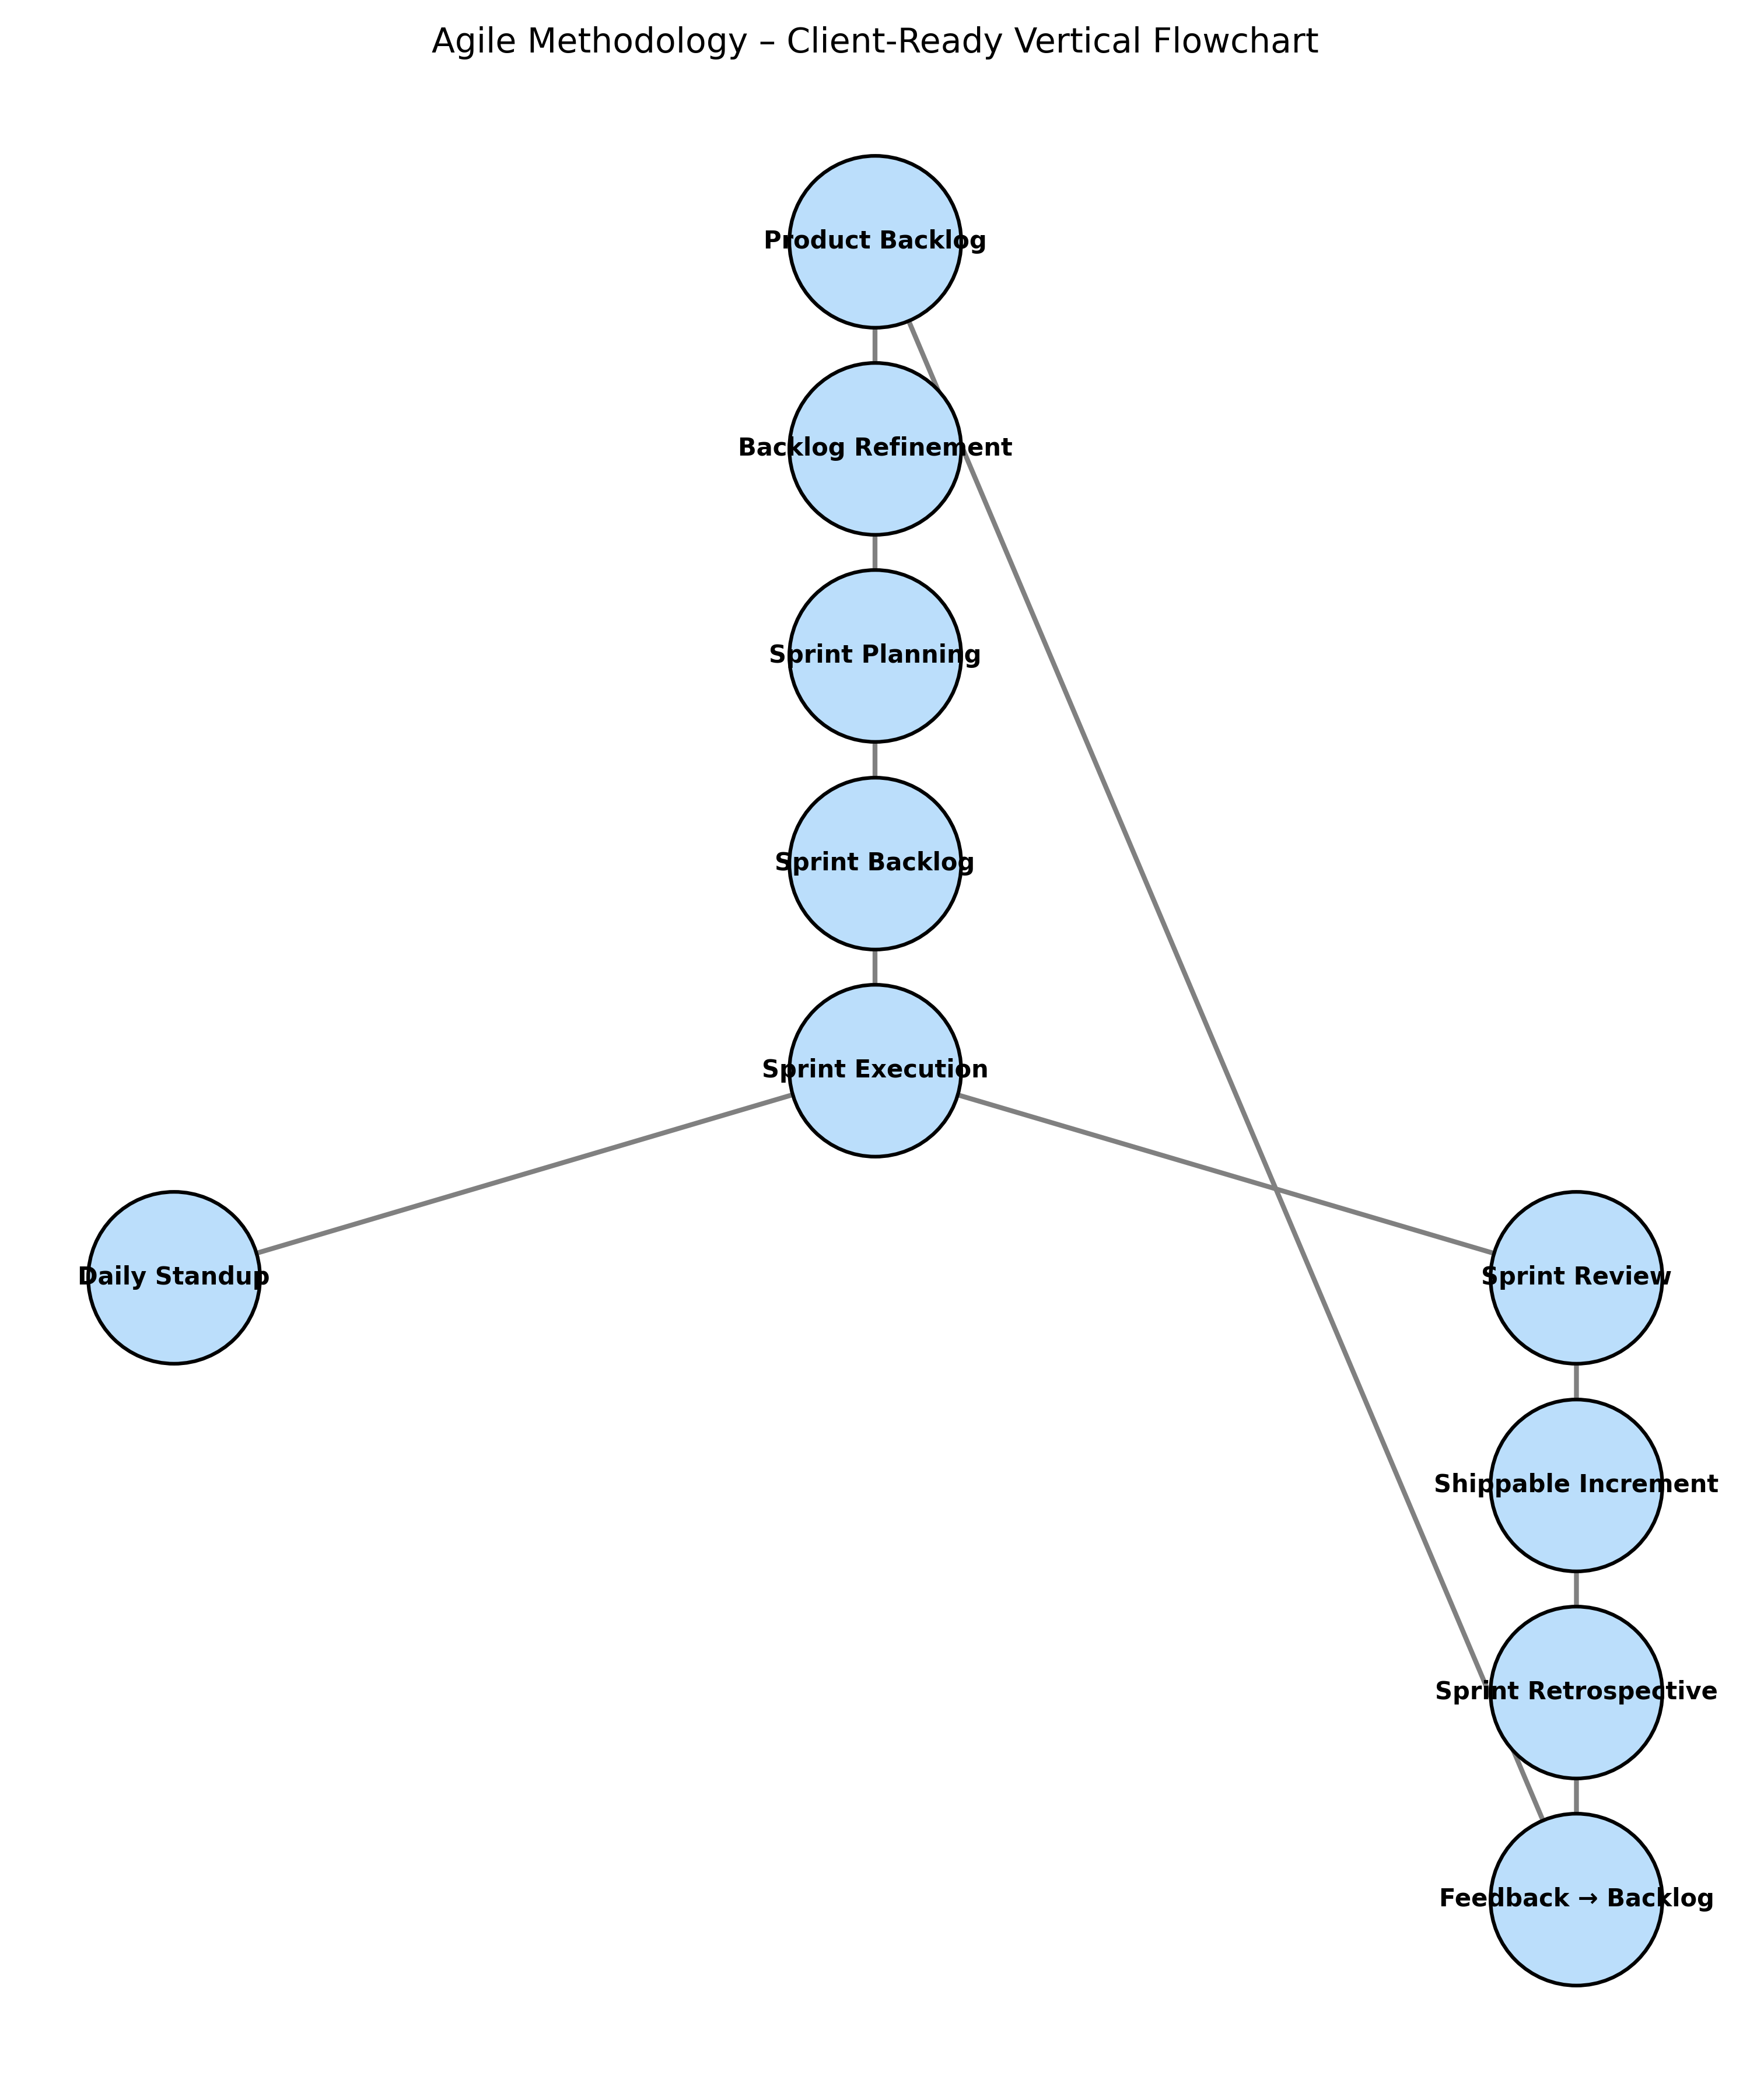 Agile Methodology – Client-Ready Vertical Flowchart
Product Backlog
Backlog Refinement
Sprint Planning
Sprint Backlog
Sprint Execution
Daily Standup
Sprint Review
Shippable Increment
Sprint Retrospective
Feedback → Backlog